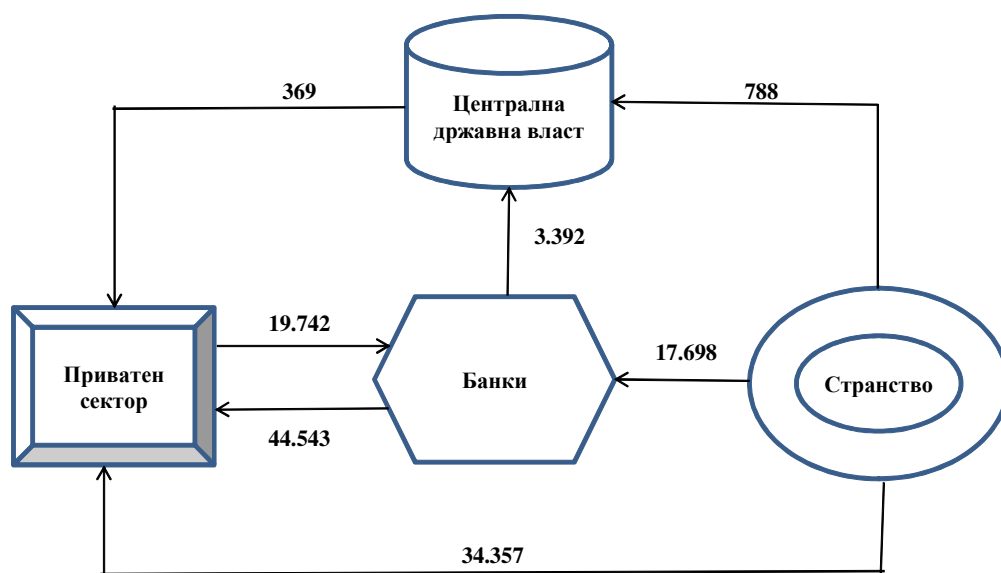 369
Централна
државна власт
788
3.392
19.742
Приватен
сектор
44.543
Банки
17.698
Странство
34.357